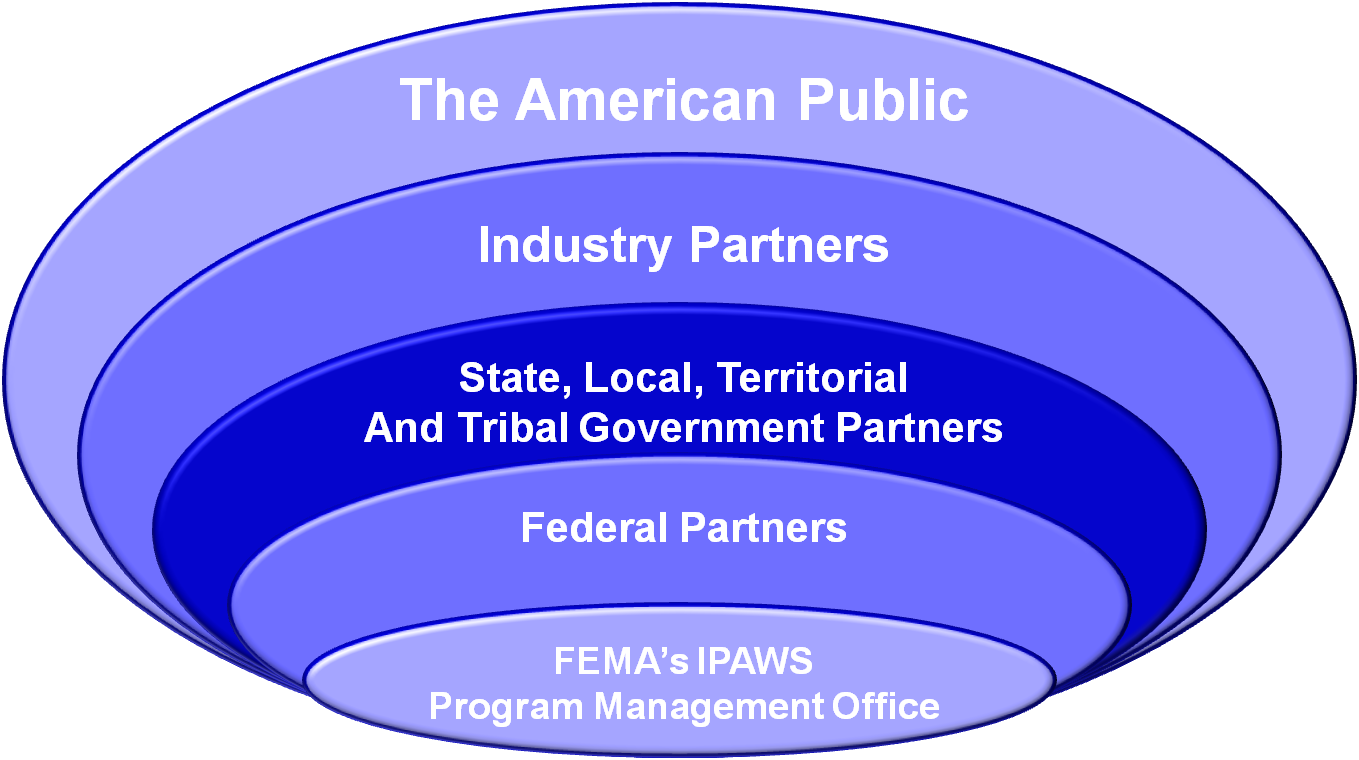 The American Public
Industry Partners
State, Local, Territorial
And Tribal Government Partners
Federal Partners
FEMA’s IPAWS
Program Management Office